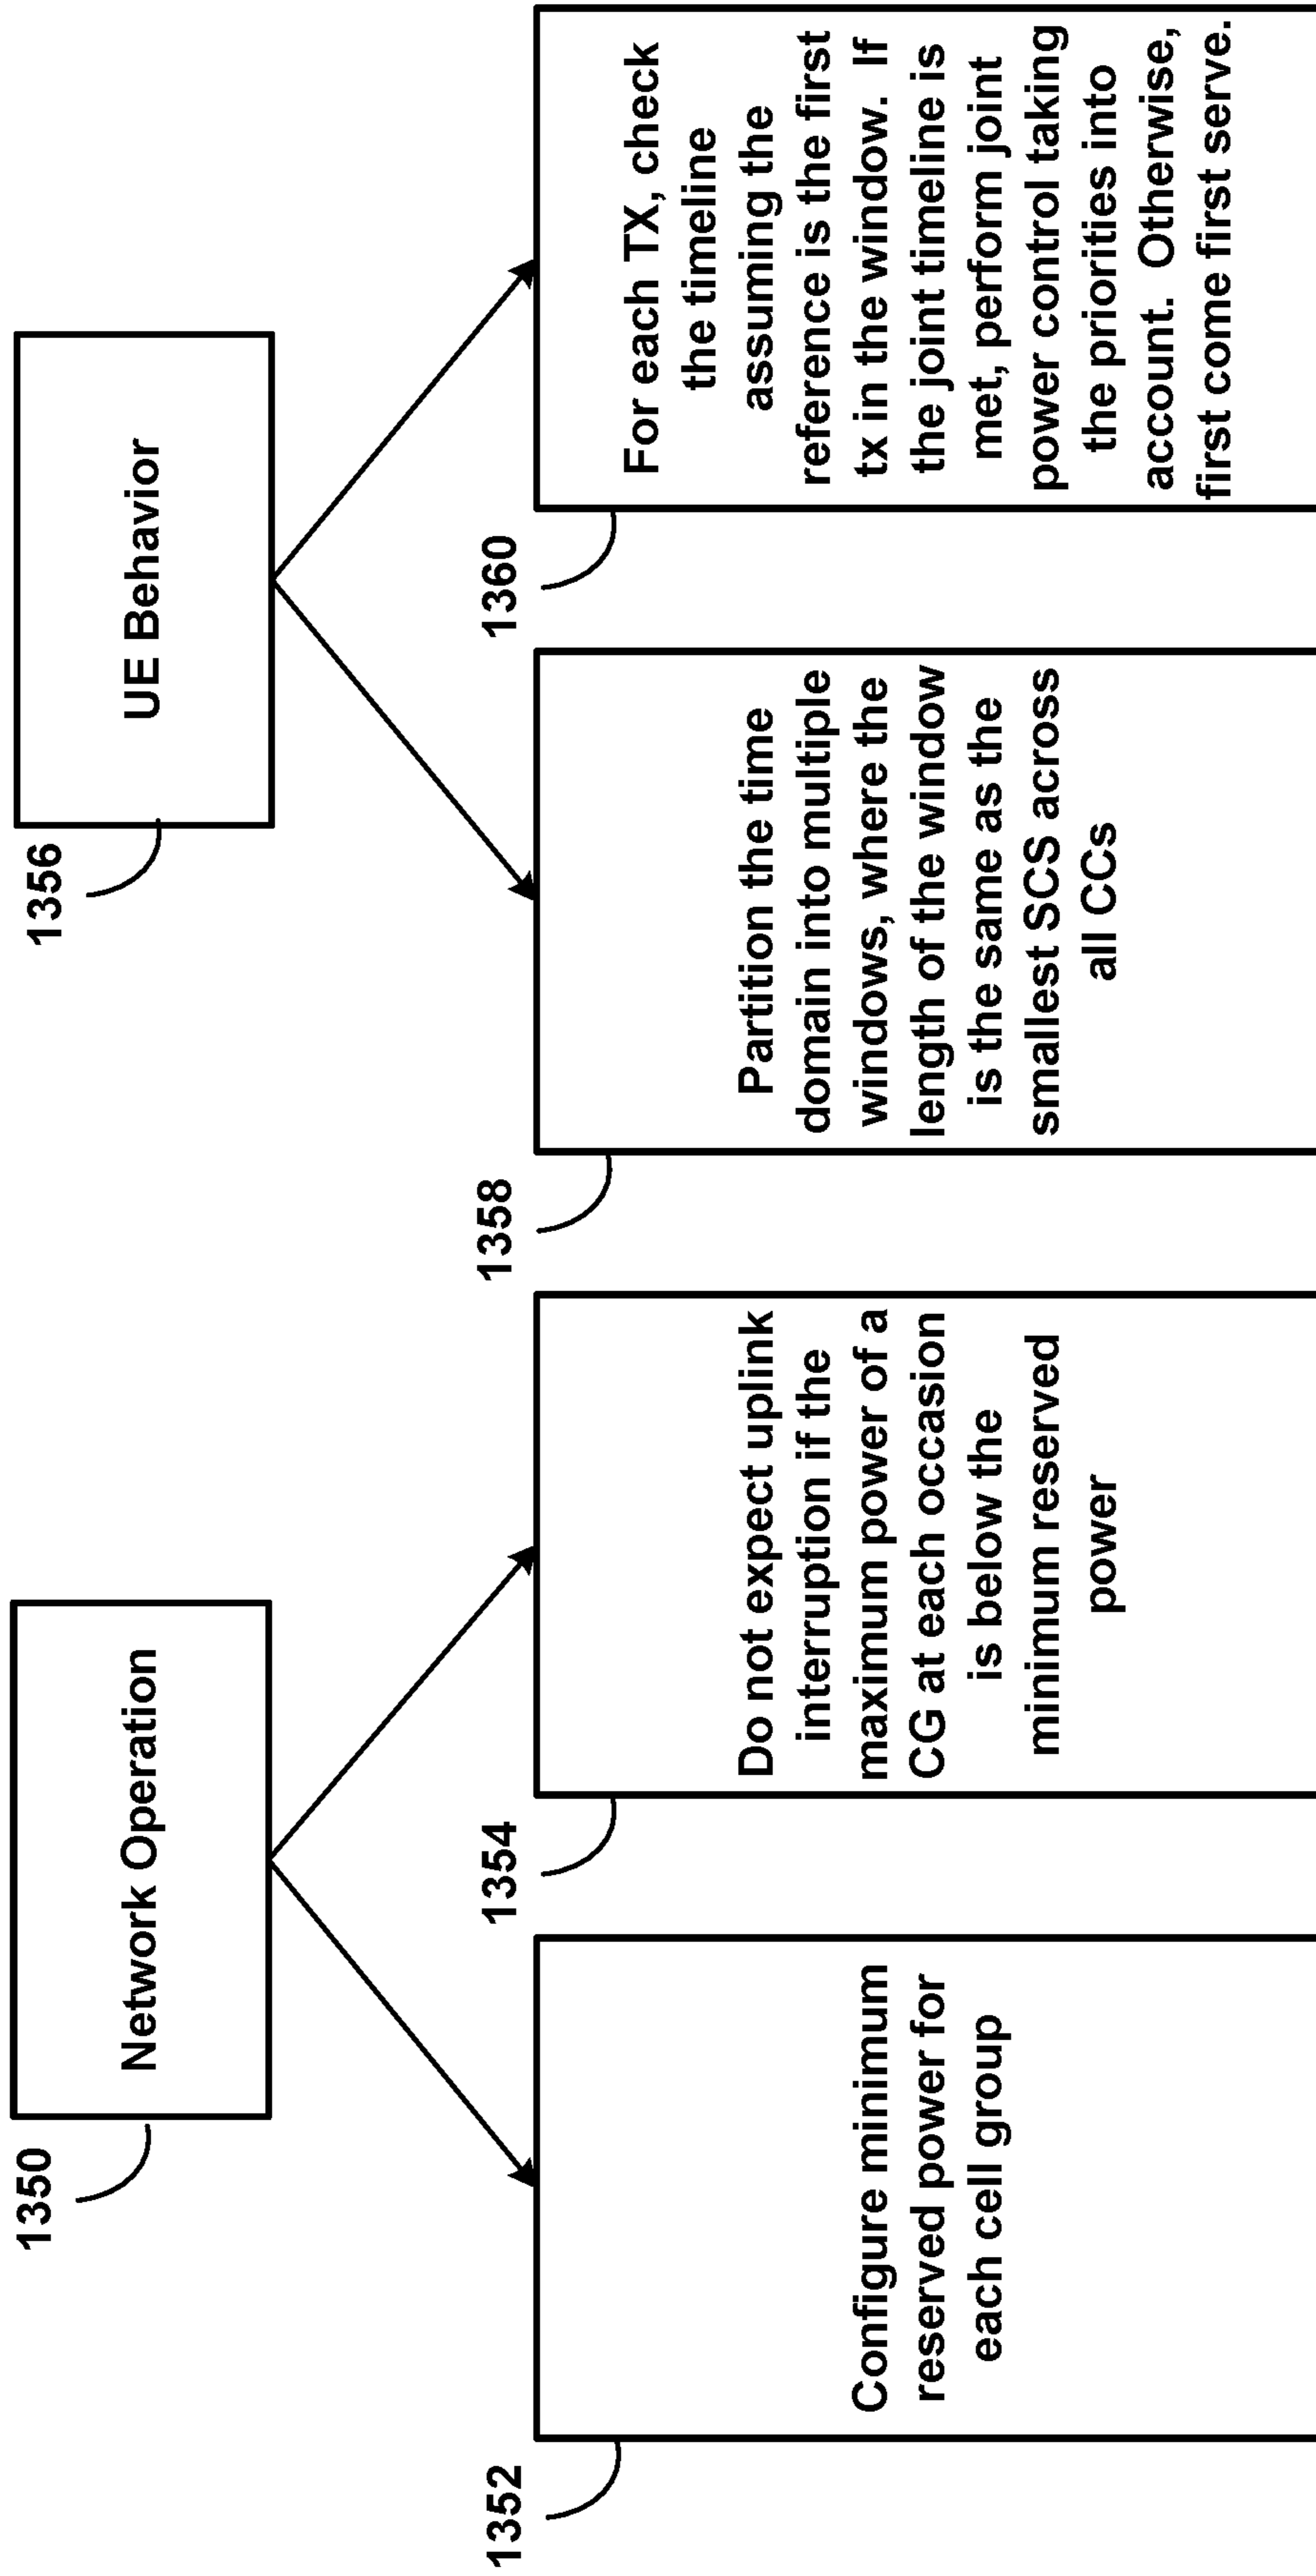 1350
Network Operation
1352
Configure minimum
reserved power for
each cell group
1354
Do not expect uplink
interruption if the
maximum power of a
CG at each occasion
is below the
minimum reserved
power
1356
UE Behavior
1358
Partition the time
domain into multiple
windows, where the
length of the window
is the same as the
smallest SCS across
all CCs
1360
For each TX, check
the timeline
assuming the
reference is the first
tx in the window. If
the joint timeline is
met, perform joint
power control taking
the priorities into
account. Otherwise,
first come first serve.